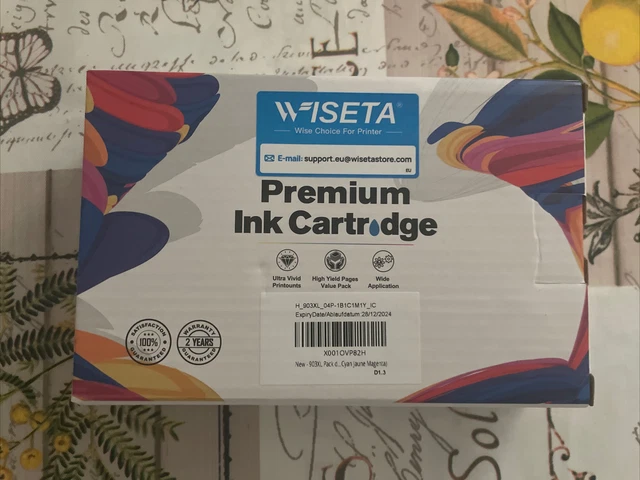 WISETA®
Wise Choice For Printer
E-mail: support.eu@wisetastore.com
EU
Premium
Ink Cartridge
Ultra Vivid
Printouts
High Yield Pages
Value Pack
Wide
Application
H_903XL_04P-1B1C1M1Y_IC
ExpiryDate/Ablaufdatum:28/12/2024
X001OVPB2H
New - 903XL Pack d...Cyan Jaune Magenta)
D1.3
SATISFACTION
100%
GUARANTEED
WARRANTY
2 YEARS
GUARANTEED